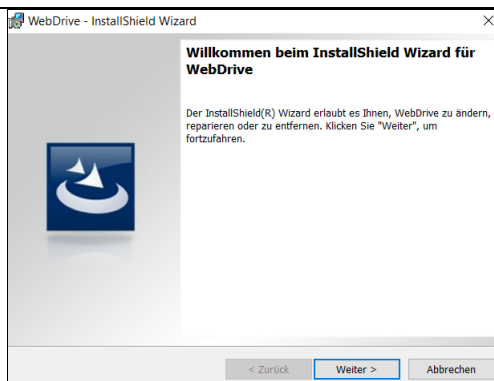 WebDrive - InstallShield Wizard
Willkommen beim InstallShield Wizard für
WebDrive
Der InstallShield(R) Wizard erlaubt es Ihnen, WebDrive zu ändern,
reparieren oder zu entfernen. Klicken Sie "Weiter", um
fortzufahren.
< Zurück Weiter > Abbrechen